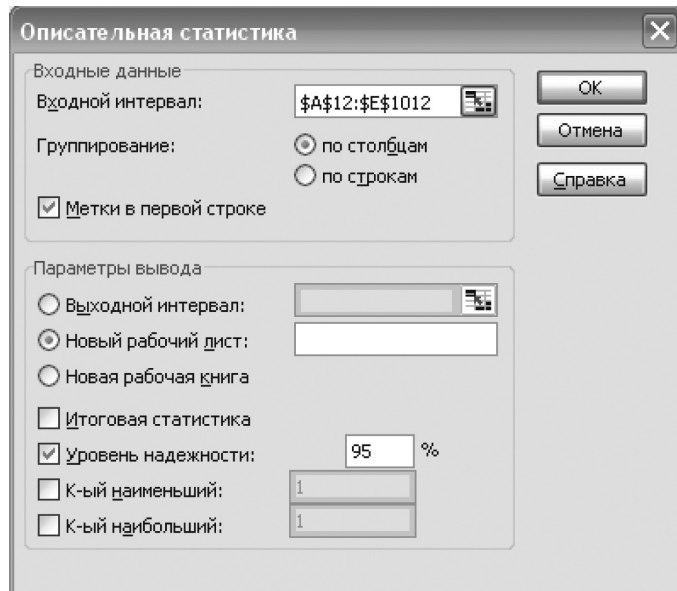 Описательная статистика
Входные данные
Входной интервал: $A$12:$E$1012
Группирование: по столбцам
по строкам
Метки в первой строке
OK
Отмена
Справка
Параметры вывода
Выходной интервал:
Новый рабочий лист:
Новая рабочая книга
Итоговая статистика
Уровень надежности: 95 %
К-ый наименьший: 1
К-ый наибольший: 1